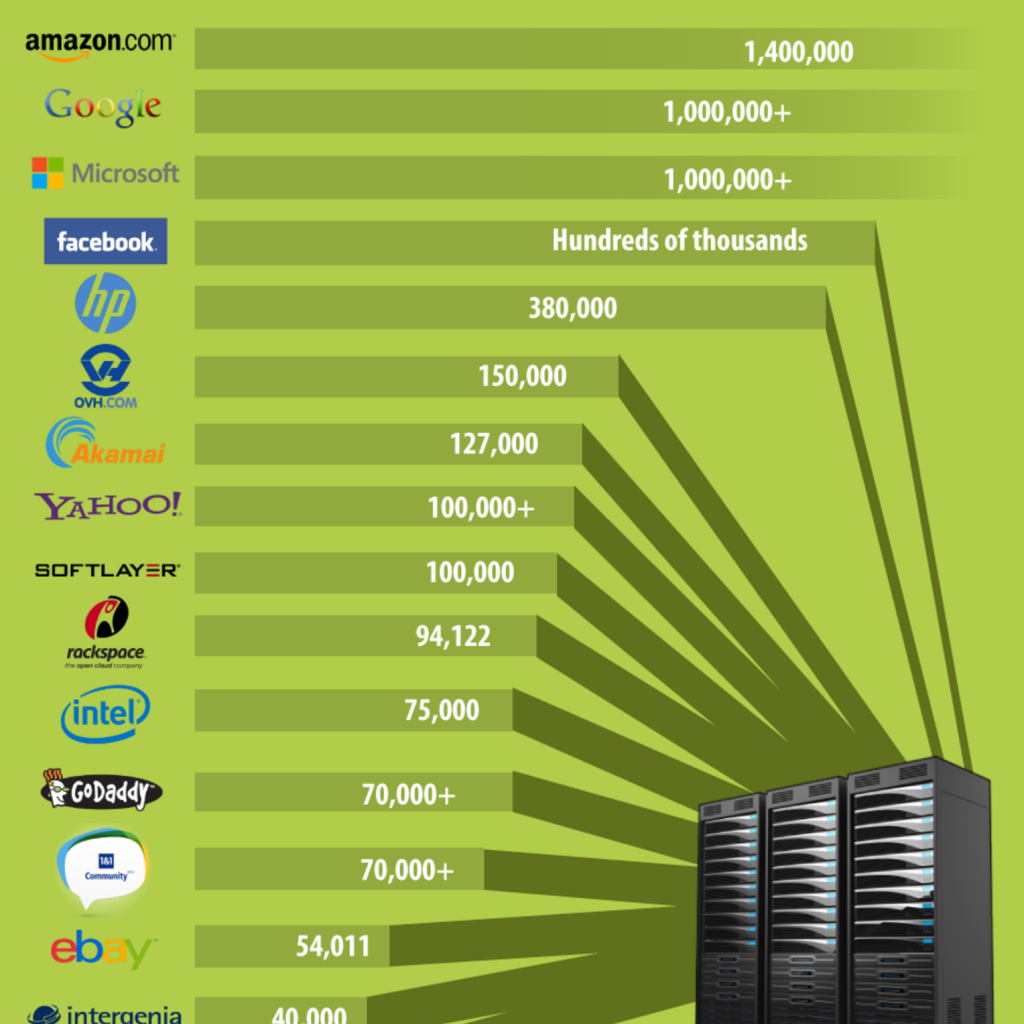 amazon.com
1,400,000
Google
1,000,000+
Microsoft
1,000,000+
facebook
Hundreds of thousands
hp
380,000
OVH.COM
150,000
Akamai
127,000
YAHOO!
100,000+
SOFTLAYER
100,000
rackspace
the open cloud company
94,122
intel
75,000
GoDaddy
70,000+
1&1
Community
70,000+
ebay
54,011
intergenia
40,000